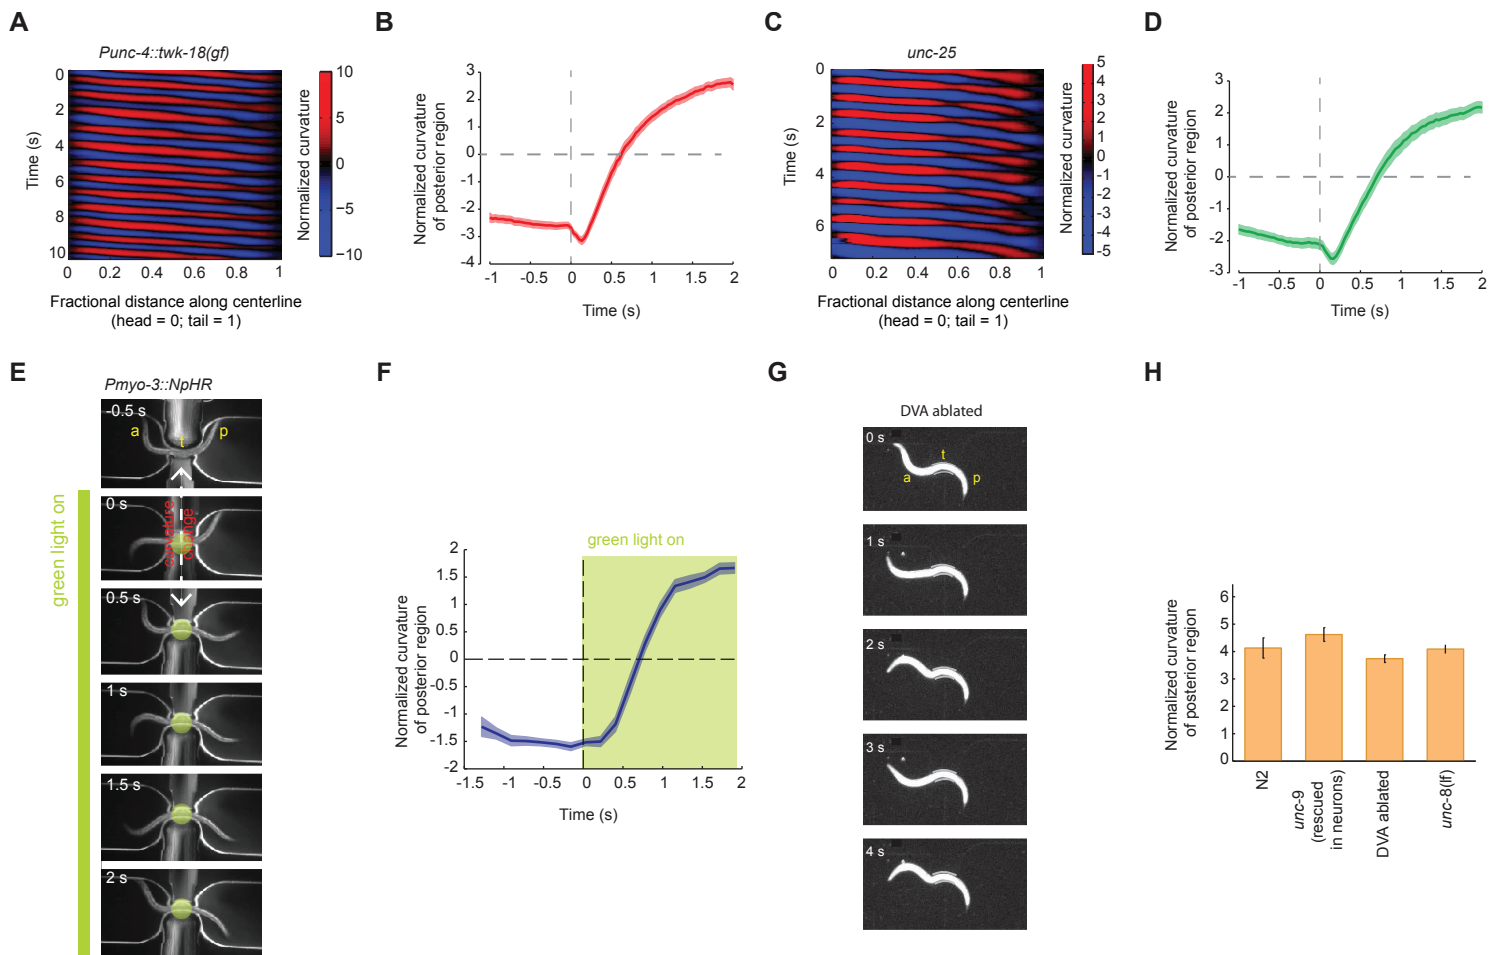 A
Punc-4::twk-18(gf)
Time (s)
0
2
4
6
8
10
0 0.2 0.4 0.6 0.8 1
Fractional distance along centerline
(head = 0; tail = 1)
Normalized curvature
10
5
0
−5
−10
B
Normalized curvature
of posterior region
3
2
1
0
-1
-2
-3
-4
-1 -0.5 0 0.5 1 1.5 2
Time (s)
C
unc-25
Time (s)
0
2
4
6
0 0.2 0.4 0.6 0.8 1
Fractional distance along centerline
(head = 0; tail = 1)
Normalized curvature
5
4
3
2
1
0
-1
-2
-3
-4
-5
D
Normalized curvature
of posterior region
3
2
1
0
-1
-2
-3
-1 -0.5 0 0.5 1 1.5 2
Time (s)
E
Pmyo-3::NpHR
green light on
-0.5 s
a t p
0 s
curvature
change
0.5 s
1 s
1.5 s
2 s
F
green light on
Normalized curvature
of posterior region
2
1.5
1
0.5
0
-0.5
-1
-1.5
-2
-1.5 -1 -0.5 0 0.5 1 1.5 2
Time (s)
G
DVA ablated
0 s
a t p
1 s
2 s
3 s
4 s
H
Normalized curvature
of posterior region
6
5
4
3
2
1
0
N2
unc-9
(rescued
in neurons)
DVA ablated
unc-8(lf)